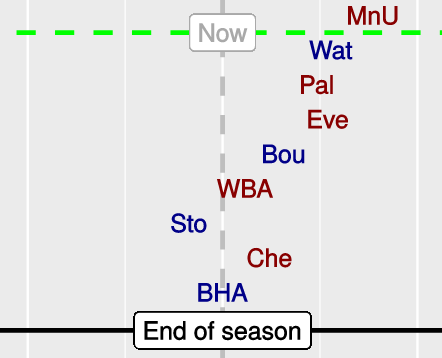 MnU
Now
Wat
Pal
Eve
Bou
WBA
Sto
Che
BHA
End of season